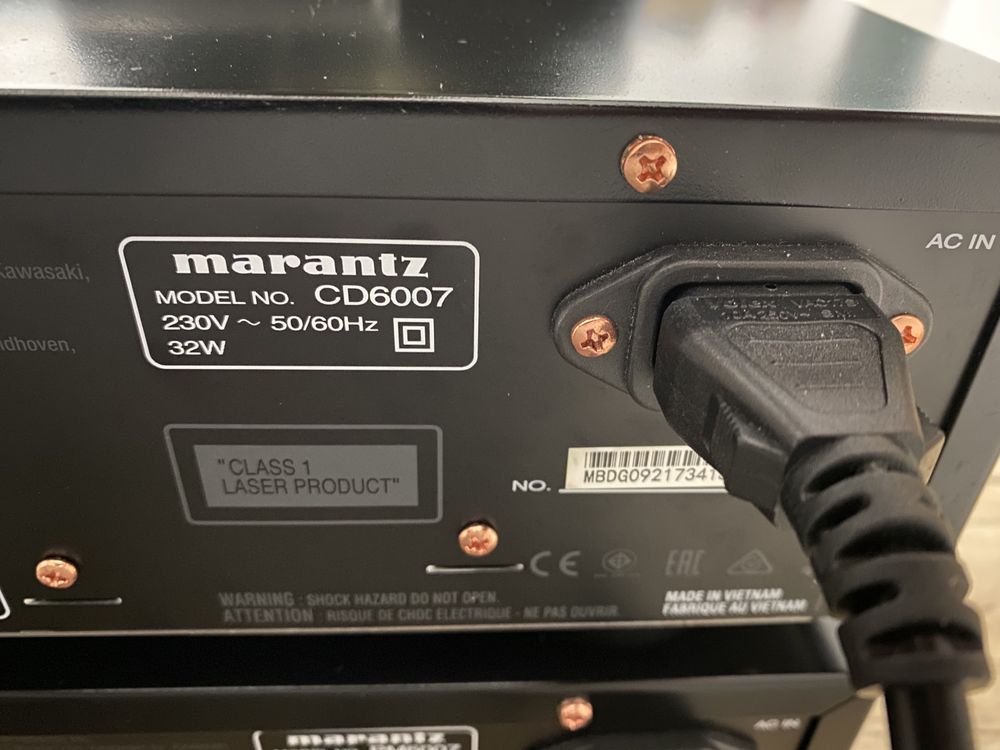 Kawasaki,
AC IN
marantz
MODEL NO. CD6007
230V ~ 50/60Hz
32W
"CLASS 1
LASER PRODUCT"
NO.
CE
EAC
WARNING : SHOCK HAZARD DO NOT OPEN.
ATTENTION : RISQUE DE CHOC ELECTRIQUE - NE PAS OUVRIR.
MADE IN VIETNAM
FABRIQUE AU VIETNAM
AC IN
marantz